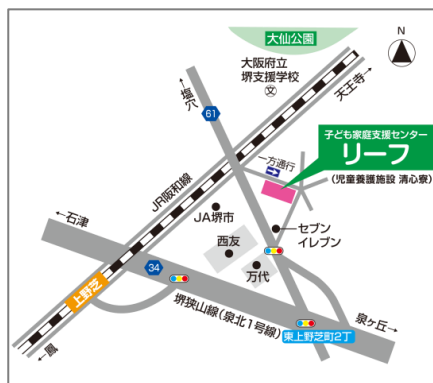 大仙公園
N
大阪府立
堺支援学校
文
天王寺→
←塩穴
61
子ども家庭支援センター
リーフ
(児童養護施設 清心寮)
一方通行
JR阪和線
JA堺市
セブン
イレブン
←石津
西友
万代
34
上野芝
堺狭山線(泉北1号線)
泉ヶ丘→
東上野芝町2丁
←鳳